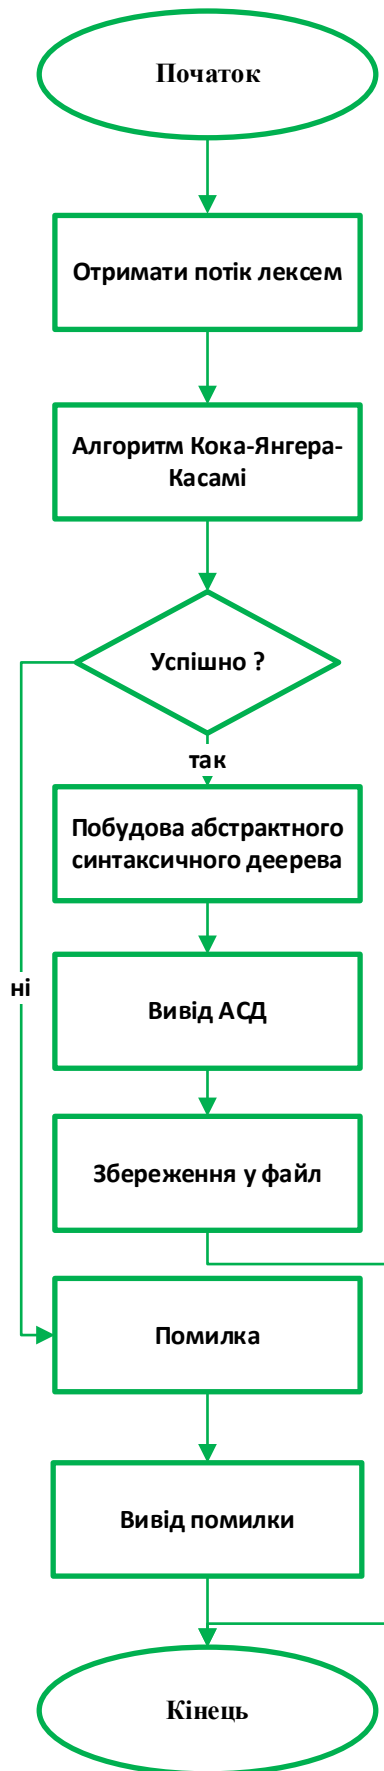 Початок
Отримати потік лексем
Алгоритм Кока-Янгера-
Касамі
Успішно ?
так
Побудова абстрактного
синтаксичного деерева
ні
Вивід АСД
Збереження у файл
Помилка
Вивід помилки
Кінець